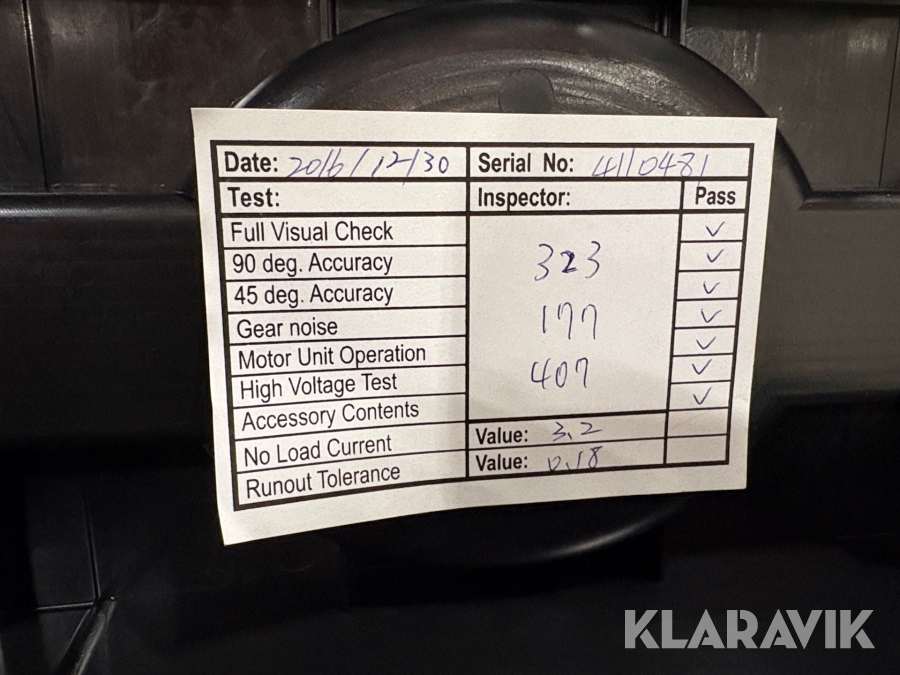 Date: 2016/12/30 Serial No: 4110481
Test: Inspector: Pass
Full Visual Check ✓
90 deg. Accuracy 323 ✓
45 deg. Accuracy ✓
Gear noise 177 ✓
Motor Unit Operation ✓
High Voltage Test 407 ✓
Accessory Contents ✓
No Load Current Value: 3.2
Runout Tolerance Value: 0.18
KLARAVIK